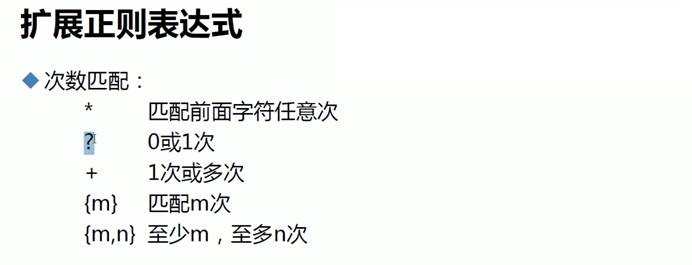 扩展正则表达式
次数匹配：
* 匹配前面字符任意次
? 0或1次
+ 1次或多次
{m} 匹配m次
{m,n} 至少m，至多n次